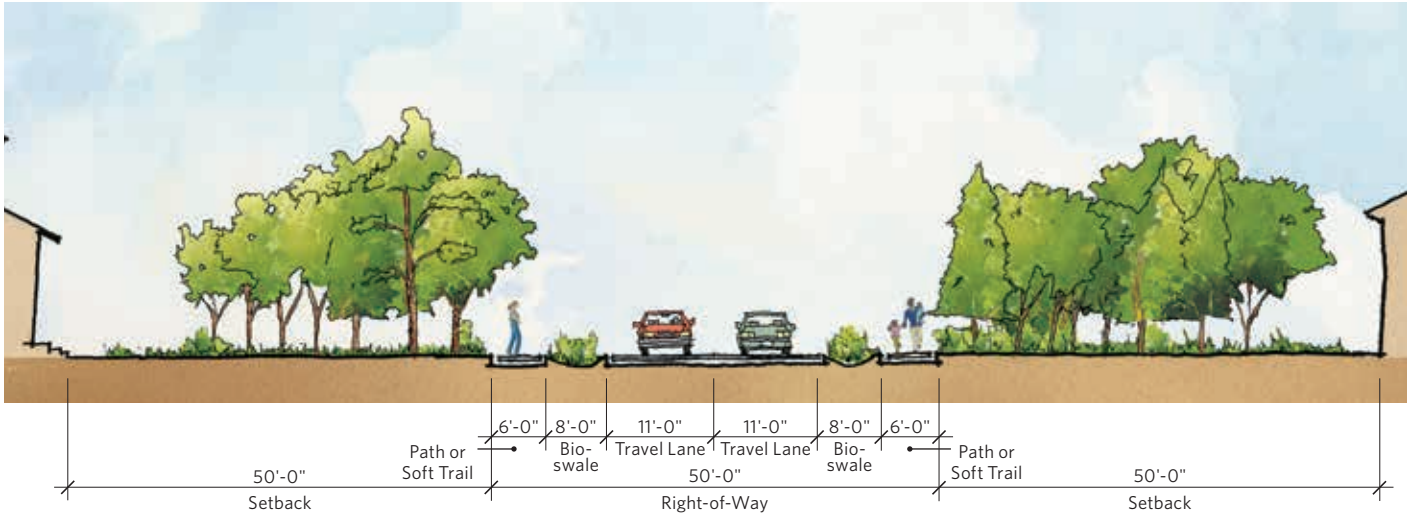 6'-0" 8'-0" 11'-0" 11'-0" 8'-0" 6'-0"
Path or
Soft Trail
Bio-
swale
Travel Lane
Travel Lane
Bio-
swale
Path or
Soft Trail
50'-0" 50'-0" 50'-0"
Setback Right-of-Way Setback